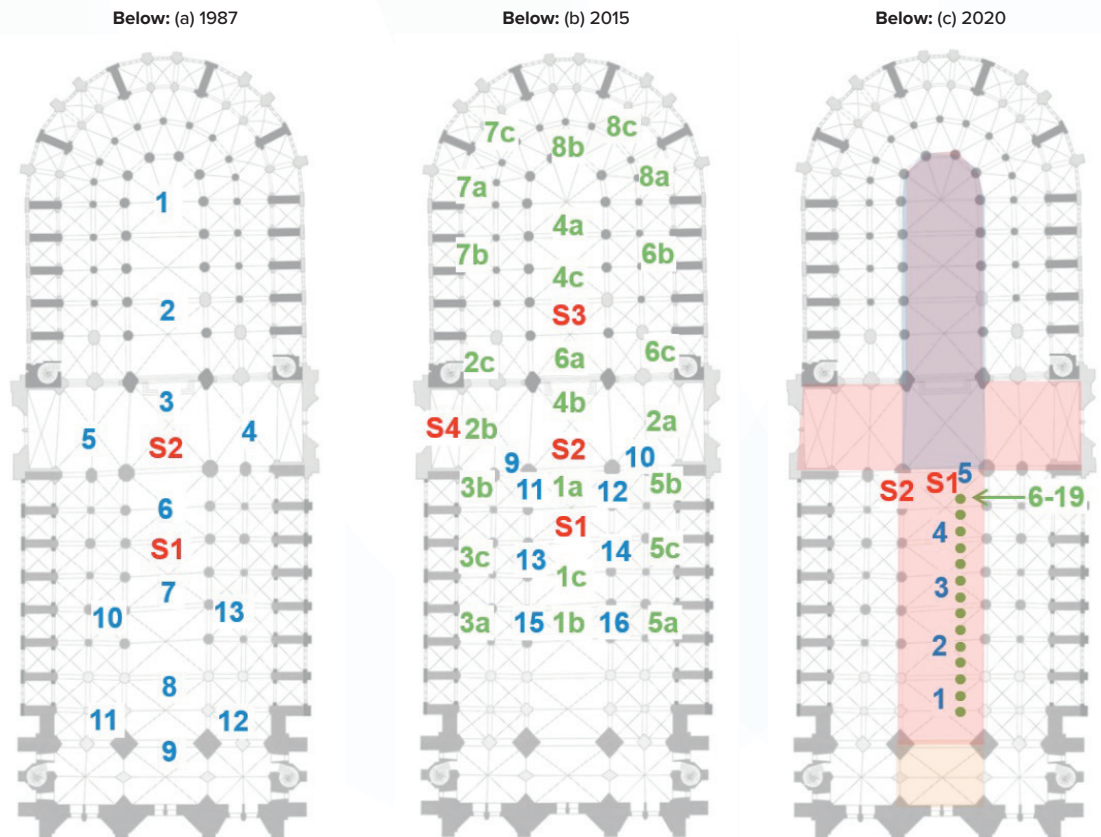 Below: (a) 1987
1
2
3
5
4
S2
6
S1
7
10
13
8
11
12
9
Below: (b) 2015
7c
8c
8b
7a
8a
4a
7b
6b
4c
S3
2c
6a
6c
4b
S4
2b
2a
S2
9
10
3b
11
1a
12
5b
S1
3c
13
14
5c
1c
3a
15
1b
16
5a
Below: (c) 2020
S2
S1
5
6-19
4
3
2
1